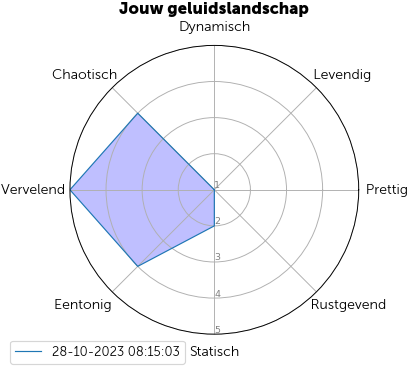 Jouw geluidslandschap
Dynamisch
Chaotisch
Levendig
Vervelend
Prettig
1
2
3
4
5
Eentonig
Rustgevend
Statisch
28-10-2023 08:15:03